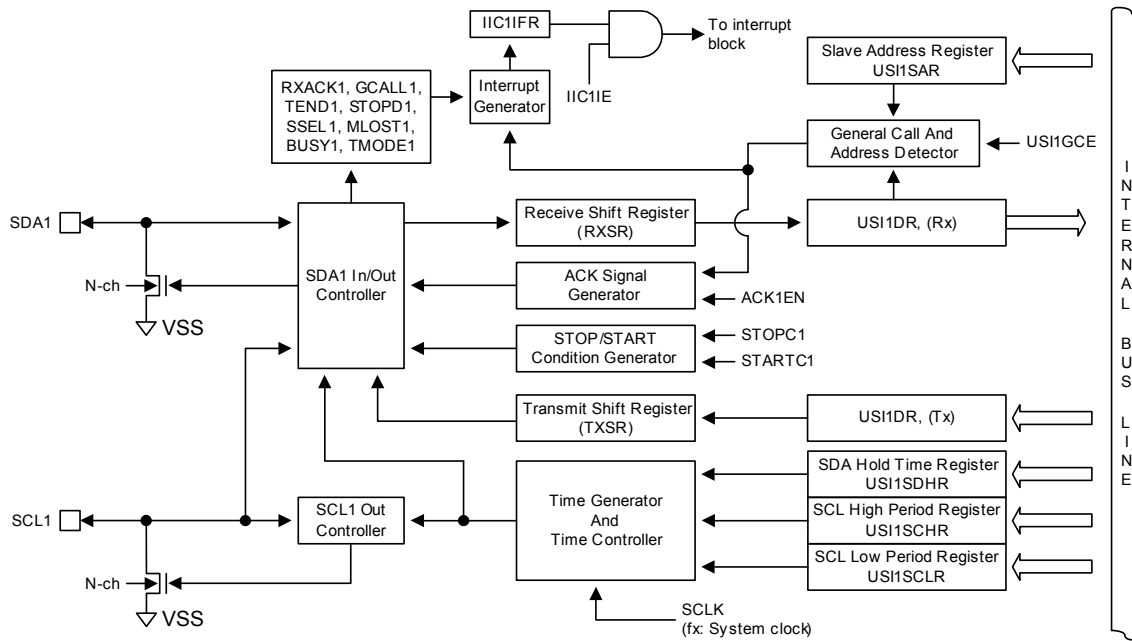 IIC1IFR
To interrupt
block
Slave Address Register
USI1SAR
RXACK1, GCALL1,
TEND1, STOPD1,
SSEL1, MLOST1,
BUSY1, TMODE1
Interrupt
Generator
IIC1IE
General Call And
Address Detector
USI1GCE
SDA1
Receive Shift Register
(RXSR)
USI1DR, (Rx)
SDA1 In/Out
Controller
N-ch
VSS
ACK Signal
Generator
ACK1EN
STOP/START
Condition Generator
STOPC1
STARTC1
Transmit Shift Register
(TXSR)
USI1DR, (Tx)
SDA Hold Time Register
USI1SDHR
Time Generator
And
Time Controller
SCL High Period Register
USI1SCHR
SCL Low Period Register
USI1SCLR
SCL1
SCL1 Out
Controller
N-ch
VSS
SCLK
(fx: System clock)
INTERNAL BUS LINE